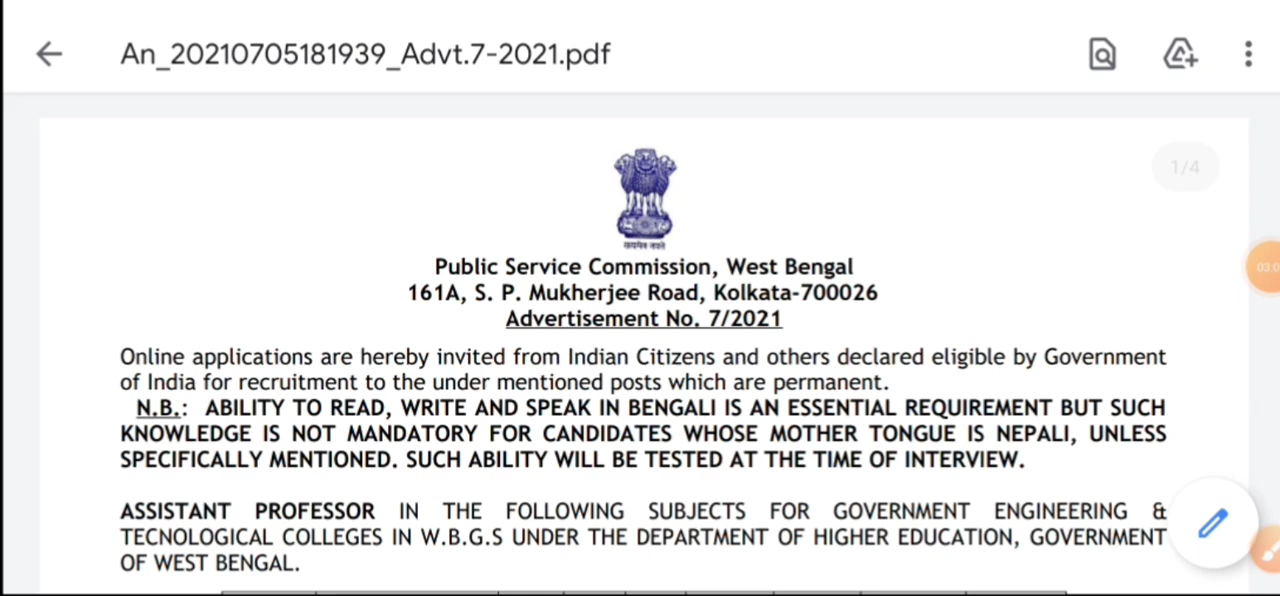 An_20210705181939_Advt.7-2021.pdf
1/4
सत्यमेव जयते
Public Service Commission, West Bengal
161A, S. P. Mukherjee Road, Kolkata-700026
Advertisement No. 7/2021
03:0
Online applications are hereby invited from Indian Citizens and others declared eligible by Government
of India for recruitment to the under mentioned posts which are permanent.
N.B.: ABILITY TO READ, WRITE AND SPEAK IN BENGALI IS AN ESSENTIAL REQUIREMENT BUT SUCH
KNOWLEDGE IS NOT MANDATORY FOR CANDIDATES WHOSE MOTHER TONGUE IS NEPALI, UNLESS
SPECIFICALLY MENTIONED. SUCH ABILITY WILL BE TESTED AT THE TIME OF INTERVIEW.
ASSISTANT PROFESSOR IN THE FOLLOWING SUBJECTS FOR GOVERNMENT ENGINEERING &
TECNOLOGICAL COLLEGES IN W.B.G.S UNDER THE DEPARTMENT OF HIGHER EDUCATION, GOVERNMENT
OF WEST BENGAL.